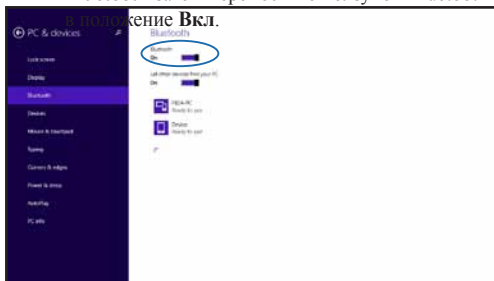 в положение Вкл.
PC & devices
Lock screen
Display
Bluetooth
Devices
Mouse & touchpad
Typing
Corners & edges
Power & sleep
AutoPlay
PC info
Bluetooth
Bluetooth
On
Let other devices find your PC
On
Ready to pair
Device
Ready to pair